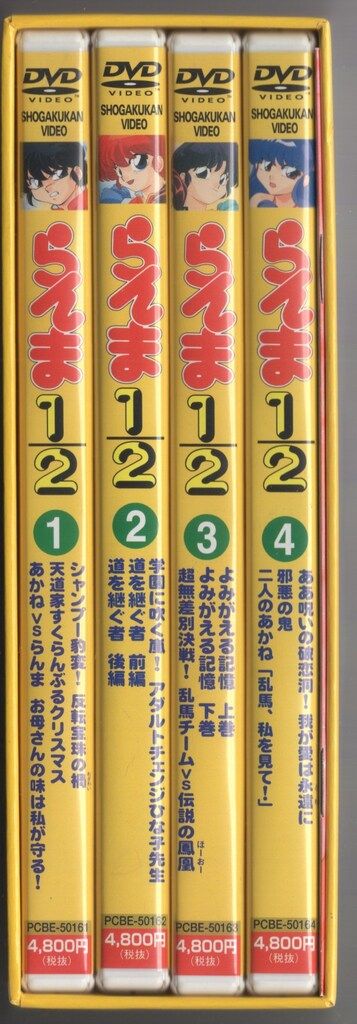 DVD
VIDEO
SHOGAKUKAN
VIDEO
らんま
1/2
1
シャンプー豹変！ 反転宝珠の禍
天道家すくらんぶるクリスマス
あかねVSらんま お母さんの味は私が守る！
PCBE-50161
4,800円
(税抜)
DVD
VIDEO
SHOGAKUKAN
VIDEO
らんま
1/2
2
学園に吹く嵐！ アダルトチェンジひな子先生
道を継ぐ者 前編
道を継ぐ者 後編
PCBE-50162
4,800円
(税抜)
DVD
VIDEO
SHOGAKUKAN
VIDEO
らんま
1/2
3
よみがえる記憶 上巻
よみがえる記憶 下巻
超無差別決戦！ 乱馬チームVS伝説の鳳凰
ほーおー
PCBE-50163
4,800円
(税抜)
DVD
VIDEO
SHOGAKUKAN
VIDEO
らんま
1/2
4
ああ呪いの破恋洞！ 我が愛は永遠に
邪悪の鬼
二人のあかね「乱馬、私を見て！」
PCBE-50164
4,800円
(税抜)